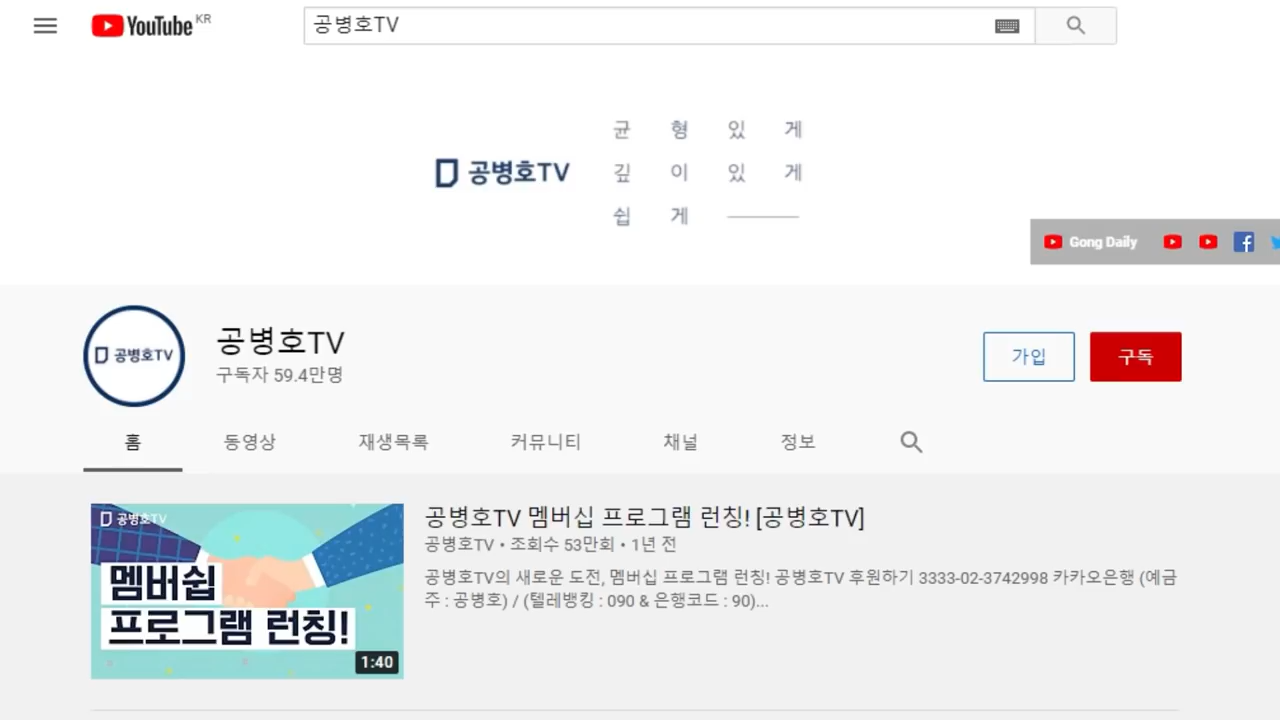 YouTube KR
공병호TV
균형있게
공병호TV
깊이있게
쉽게
Gong Daily
공병호TV
공병호TV
구독자 59.4만명
가입
구독
홈
동영상
재생목록
커뮤니티
채널
정보
공병호TV
멤버쉽
프로그램 런칭!
1:40
공병호TV 멤버십 프로그램 런칭! [공병호TV]
공병호TV • 조회수 53만회 • 1년 전
공병호TV의 새로운 도전, 멤버십 프로그램 런칭! 공병호TV 후원하기 3333-02-3742998 카카오은행 (예금
주 : 공병호) / (텔레뱅킹 : 090 & 은행코드 : 90)...